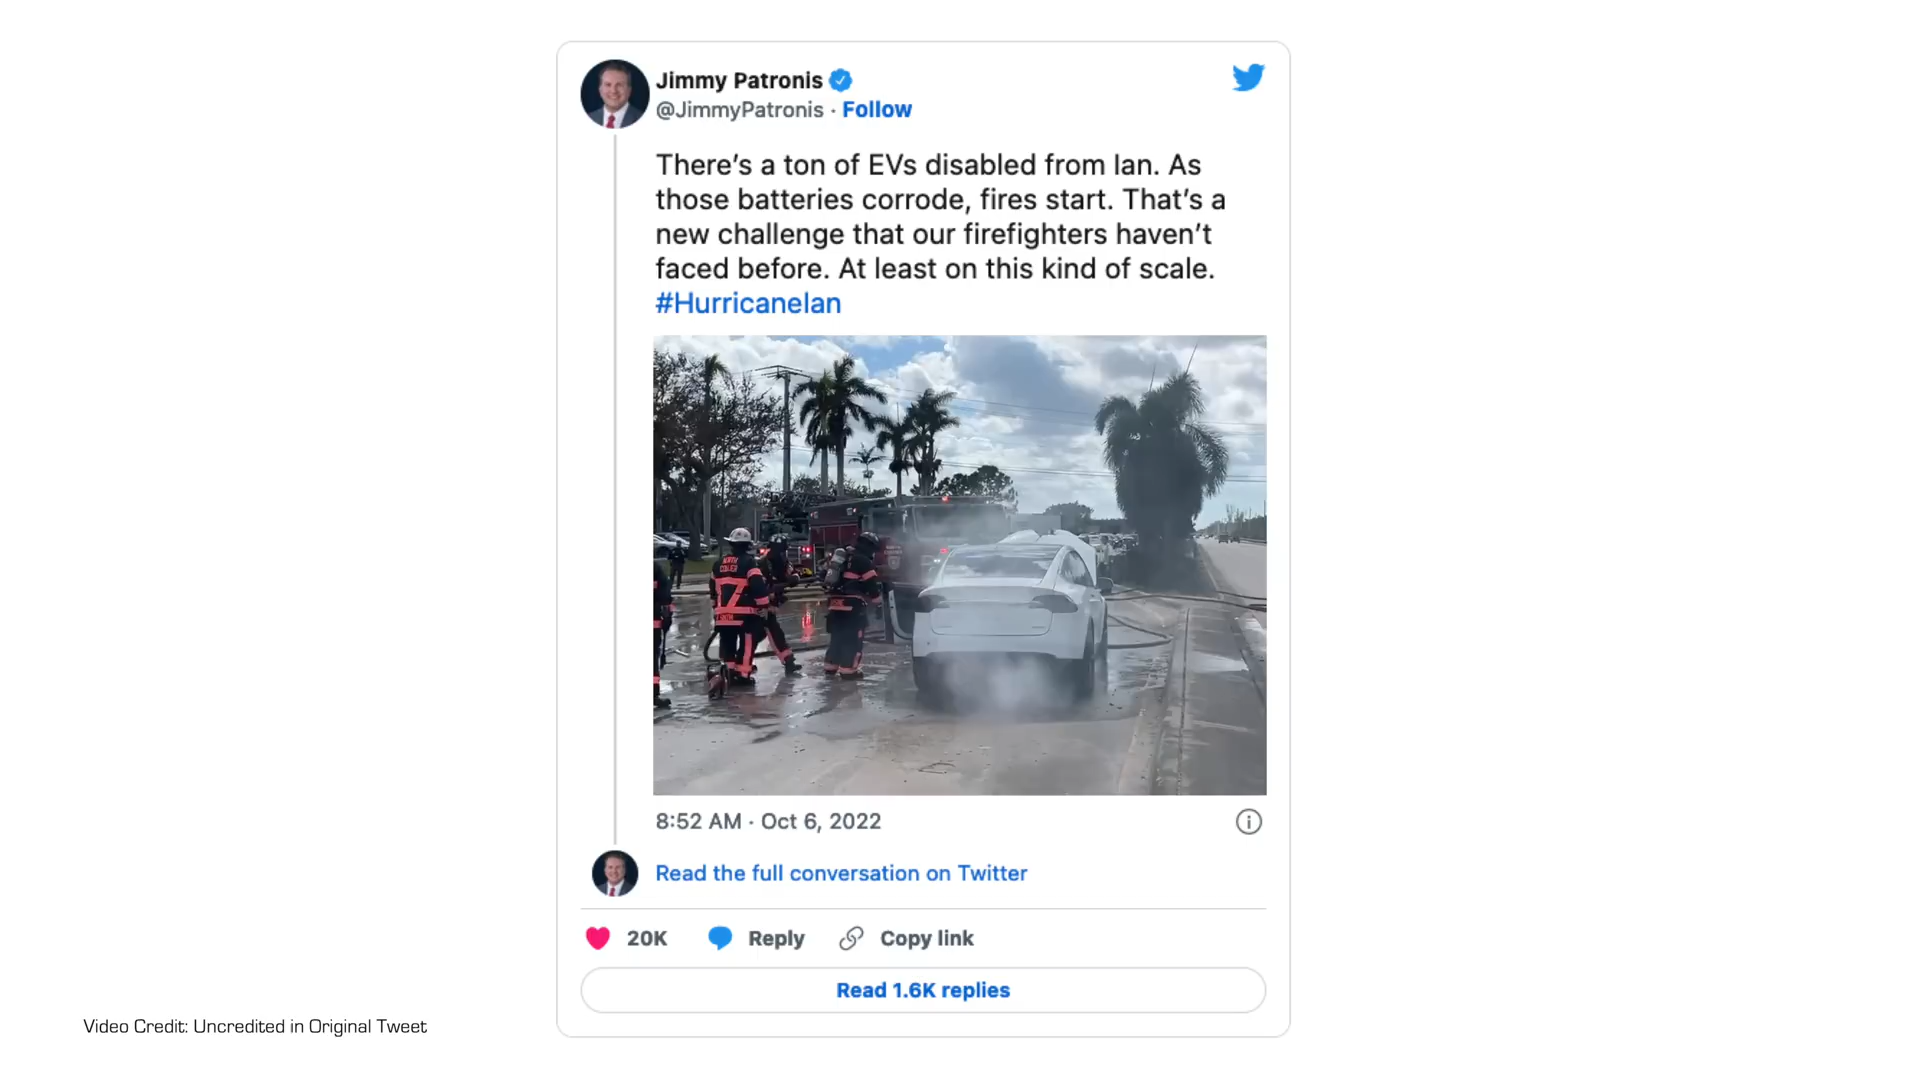 Jimmy Patronis
@JimmyPatronis · Follow
There's a ton of EVs disabled from Ian. As
those batteries corrode, fires start. That's a
new challenge that our firefighters haven't
faced before. At least on this kind of scale.
#HurricaneIan
NORTH
COLLIER
8:52 AM · Oct 6, 2022
Read the full conversation on Twitter
20K Reply Copy link
Read 1.6K replies
Video Credit: Uncredited in Original Tweet